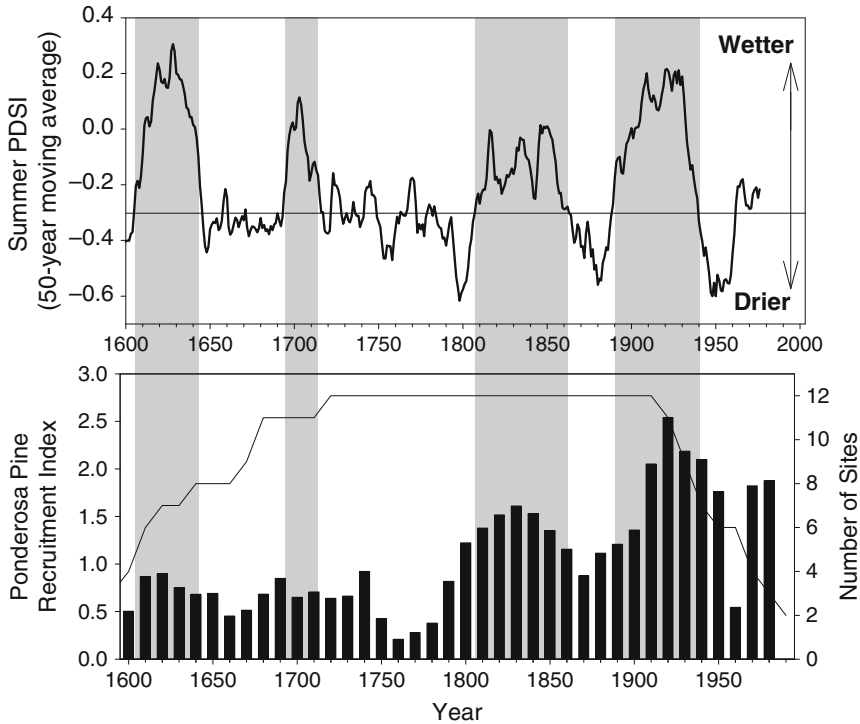 Summer PDSI
(50-year moving average)
0.4
0.2
0.0
−0.2
−0.4
−0.6
Wetter
Drier
1600 1650 1700 1750 1800 1850 1900 1950 2000
Ponderosa Pine
Recruitment Index
3.0
2.5
2.0
1.5
1.0
0.5
0.0
12
10
8
6
4
2
0
Number of Sites
1600 1650 1700 1750 1800 1850 1900 1950
Year